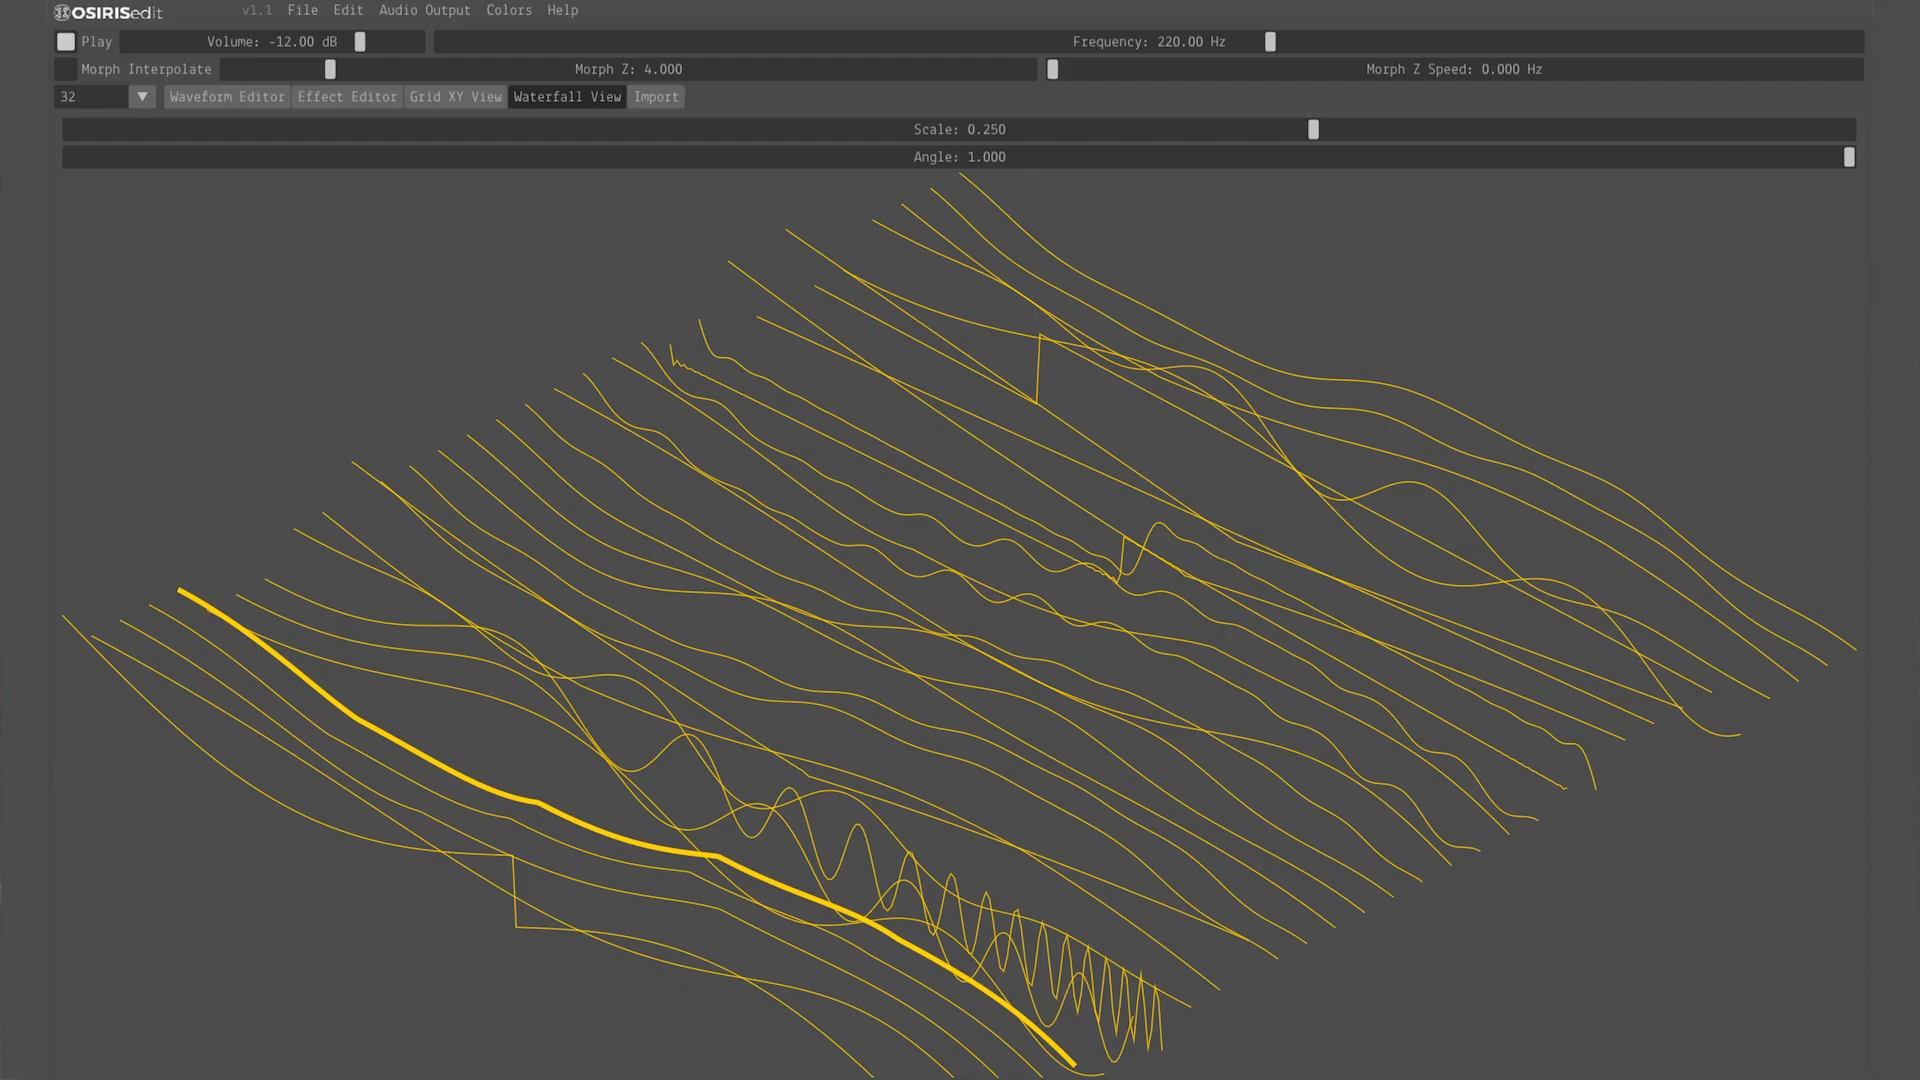 OSIRISedit v1.1 File Edit Audio Output Colors Help
Play Volume: -12.00 dB Frequency: 220.00 Hz
Morph Interpolate Morph Z: 4.000 Morph Z Speed: 0.000 Hz
32 Waveform Editor Effect Editor Grid XY View Waterfall View Import
Scale: 0.250
Angle: 1.000